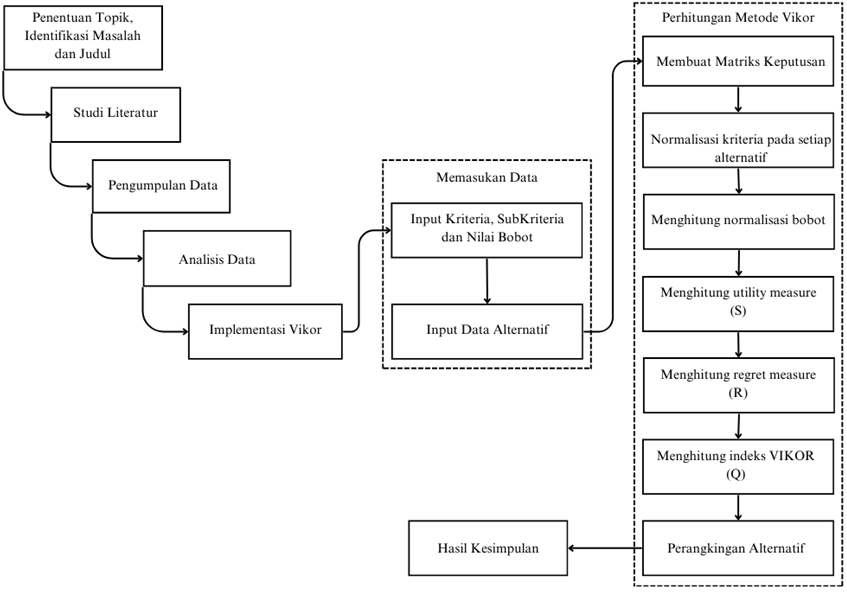 Penentuan Topik,
Identifikasi Masalah
dan Judul
Studi Literatur
Pengumpulan Data
Analisis Data
Implementasi Vikor
Memasukan Data
Input Kriteria, SubKriteria
dan Nilai Bobot
Input Data Alternatif
Perhitungan Metode Vikor
Membuat Matriks Keputusan
Normalisasi kriteria pada setiap
alternatif
Menghitung normalisasi bobot
Menghitung utility measure
(S)
Menghitung regret measure
(R)
Menghitung indeks VIKOR
(Q)
Perangkingan Alternatif
Hasil Kesimpulan